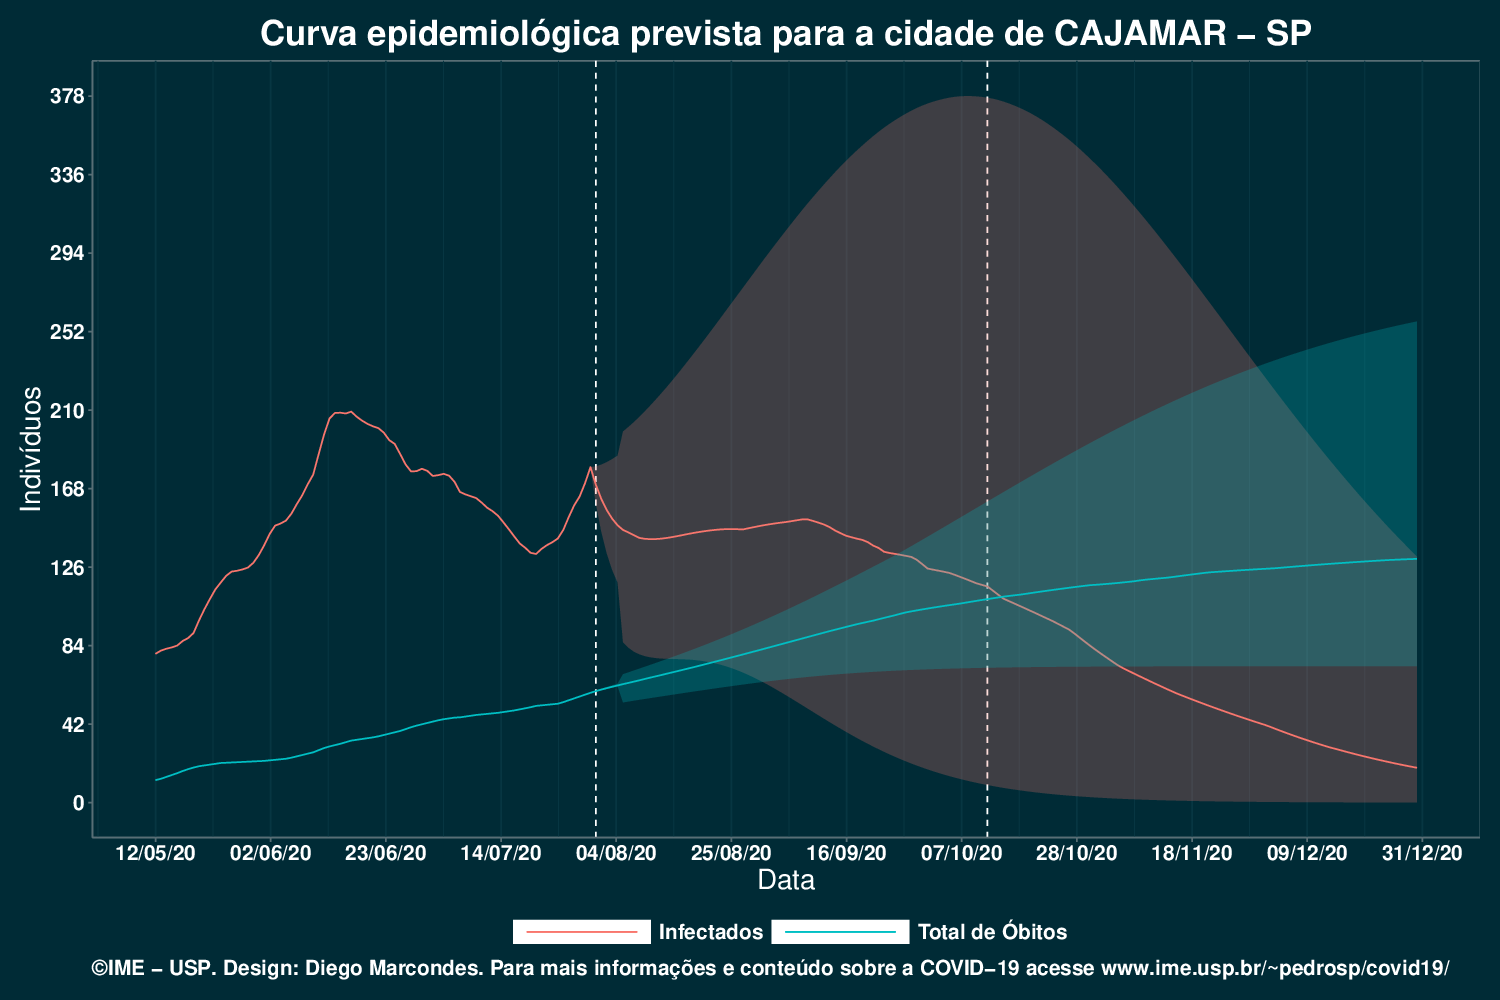 Curva epidemiológica prevista para a cidade de CAJAMAR – SP
Indivíduos
378
336
294
252
210
168
126
84
42
0
12/05/20 02/06/20 23/06/20 14/07/20 04/08/20 25/08/20 16/09/20 07/10/20 28/10/20 18/11/20 09/12/20 31/12/20
Data
Infectados Total de Óbitos
©IME – USP. Design: Diego Marcondes. Para mais informações e conteúdo sobre a COVID–19 acesse www.ime.usp.br/~pedrosp/covid19/